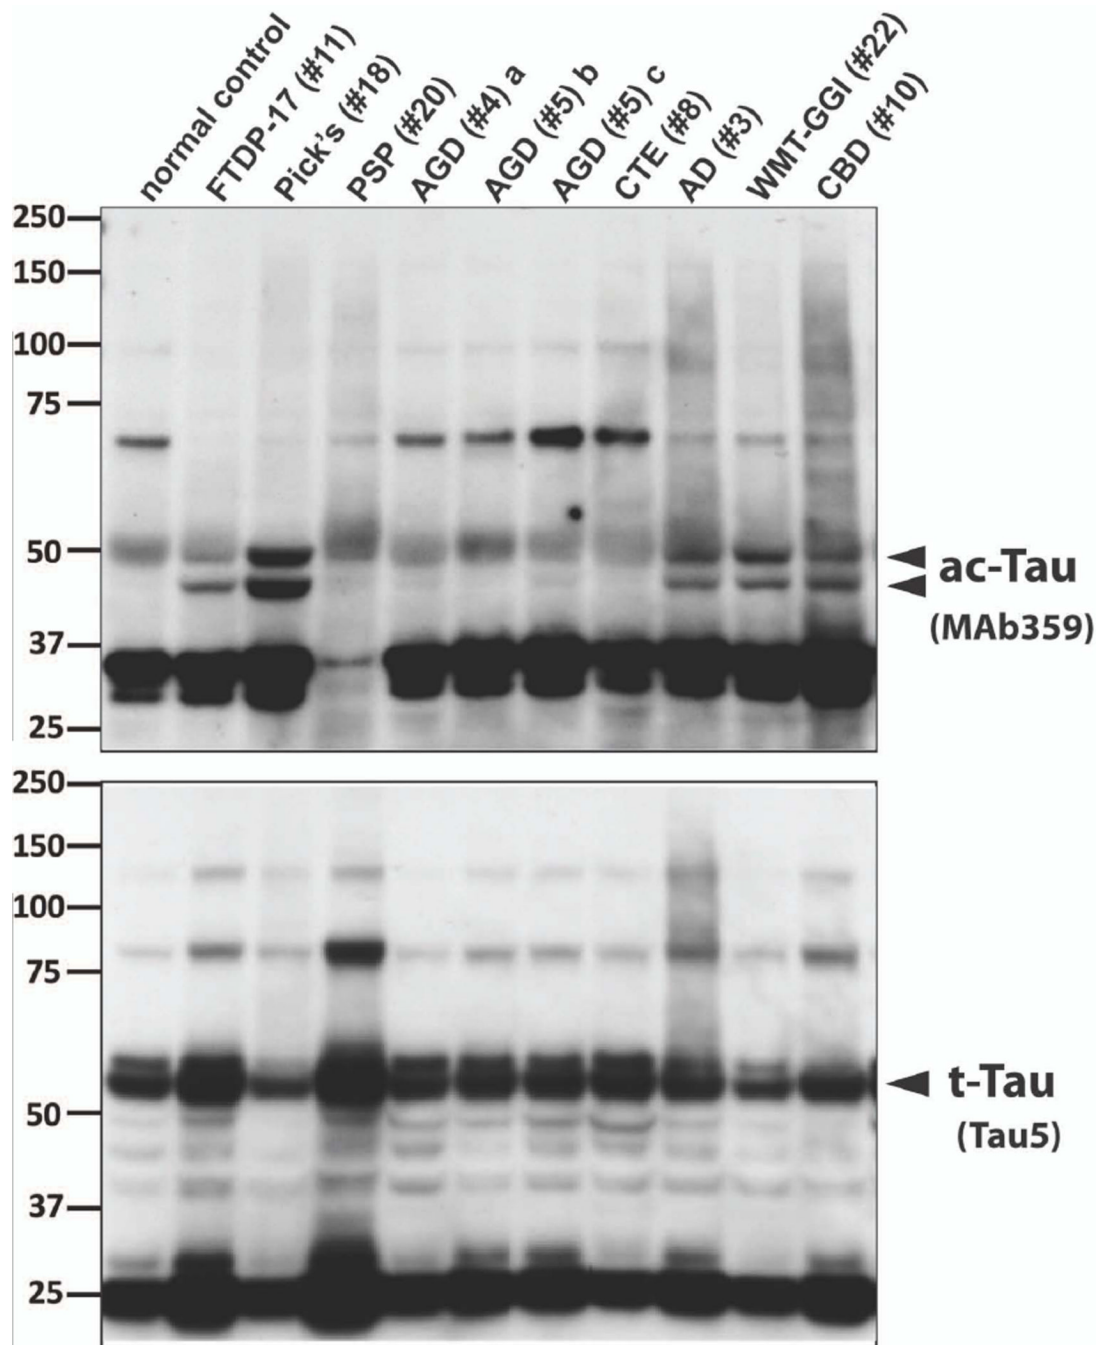 normal control
FTDP-17 (#11)
Pick's (#18)
PSP (#20)
AGD (#4) a
AGD (#5) b
AGD (#5) c
CTE (#8)
AD (#3)
WMT-GGI (#22)
CBD (#10)
250
150
100
75
50
37
25
ac-Tau
(MAb359)
250
150
100
75
50
37
25
t-Tau
(Tau5)